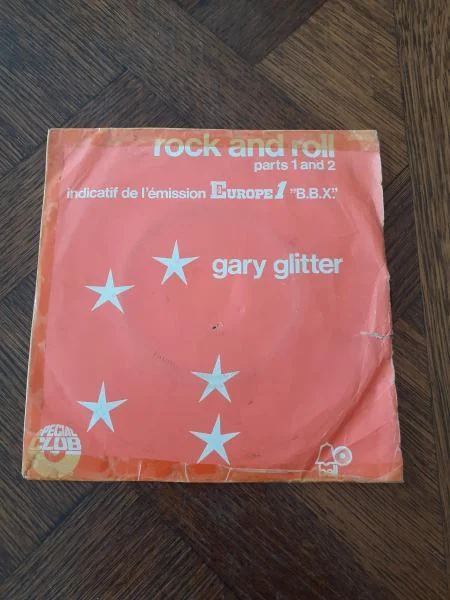 rock and roll
parts 1 and 2
indicatif de l'émission EUROPE 1 "B.B.X."
gary glitter
SPECIAL
CLUB